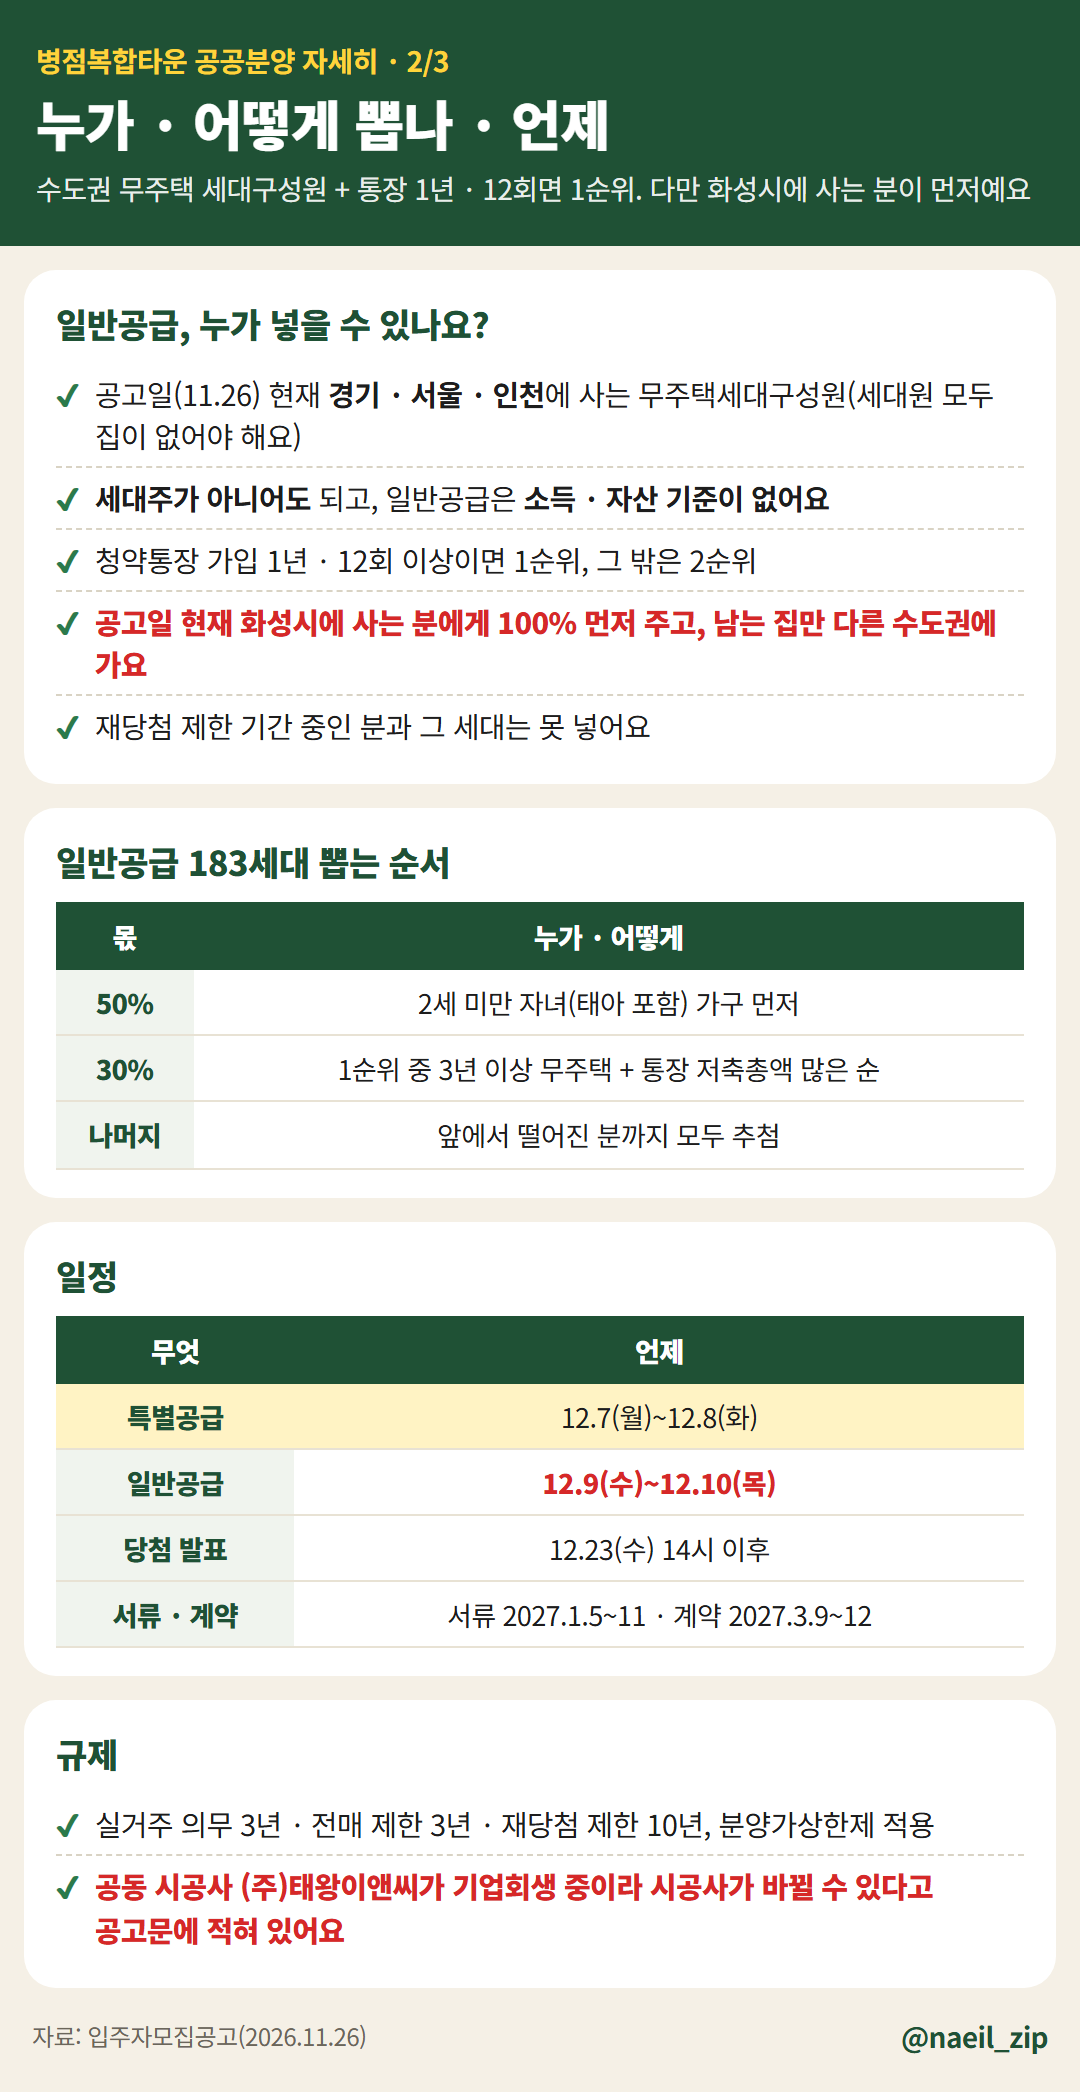 병점복합타운 공공분양 자세히 · 2/3
누가 · 어떻게 뽑나 · 언제
수도권 무주택 세대구성원 + 통장 1년 · 12회면 1순위. 다만 화성시에 사는 분이 먼저예요
일반공급, 누가 넣을 수 있나요?
✓ 공고일(11.26) 현재 경기 · 서울 · 인천에 사는 무주택세대구성원(세대원 모두
집이 없어야 해요)
✓ 세대주가 아니어도 되고, 일반공급은 소득 · 자산 기준이 없어요
✓ 청약통장 가입 1년 · 12회 이상이면 1순위, 그 밖은 2순위
✓ 공고일 현재 화성시에 사는 분에게 100% 먼저 주고, 남는 집만 다른 수도권에
가요
✓ 재당첨 제한 기간 중인 분과 그 세대는 못 넣어요
일반공급 183세대 뽑는 순서
몫 누가 · 어떻게
50% 2세 미만 자녀(태아 포함) 가구 먼저
30% 1순위 중 3년 이상 무주택 + 통장 저축총액 많은 순
나머지 앞에서 떨어진 분까지 모두 추첨
일정
무엇 언제
특별공급 12.7(월)~12.8(화)
일반공급 12.9(수)~12.10(목)
당첨 발표 12.23(수) 14시 이후
서류 · 계약 서류 2027.1.5~11 · 계약 2027.3.9~12
규제
✓ 실거주 의무 3년 · 전매 제한 3년 · 재당첨 제한 10년, 분양가상한제 적용
✓ 공동 시공사 (주)태왕이앤씨가 기업회생 중이라 시공사가 바뀔 수 있다고
공고문에 적혀 있어요
자료: 입주자모집공고(2026.11.26)
@naeil_zip